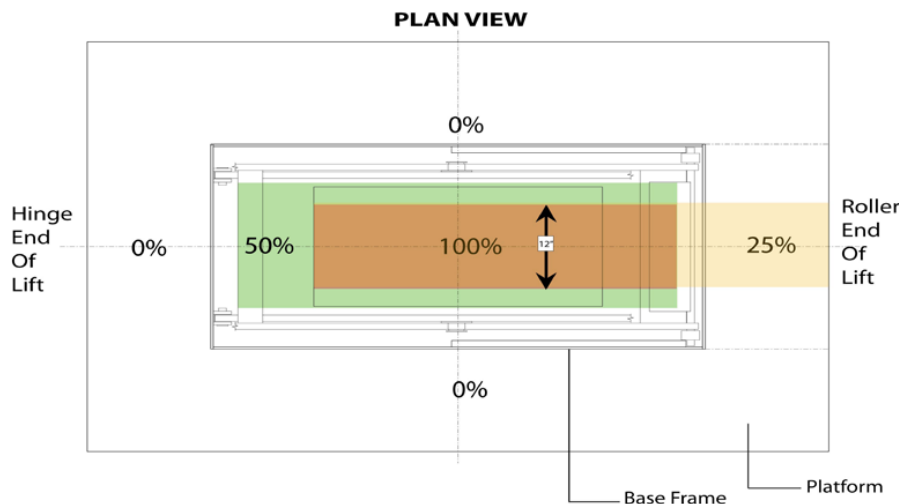 PLAN VIEW
0%
Hinge
End
Of
Lift
0%
50%
100%
12"
25%
Roller
End
Of
Lift
0%
Platform
Base Frame